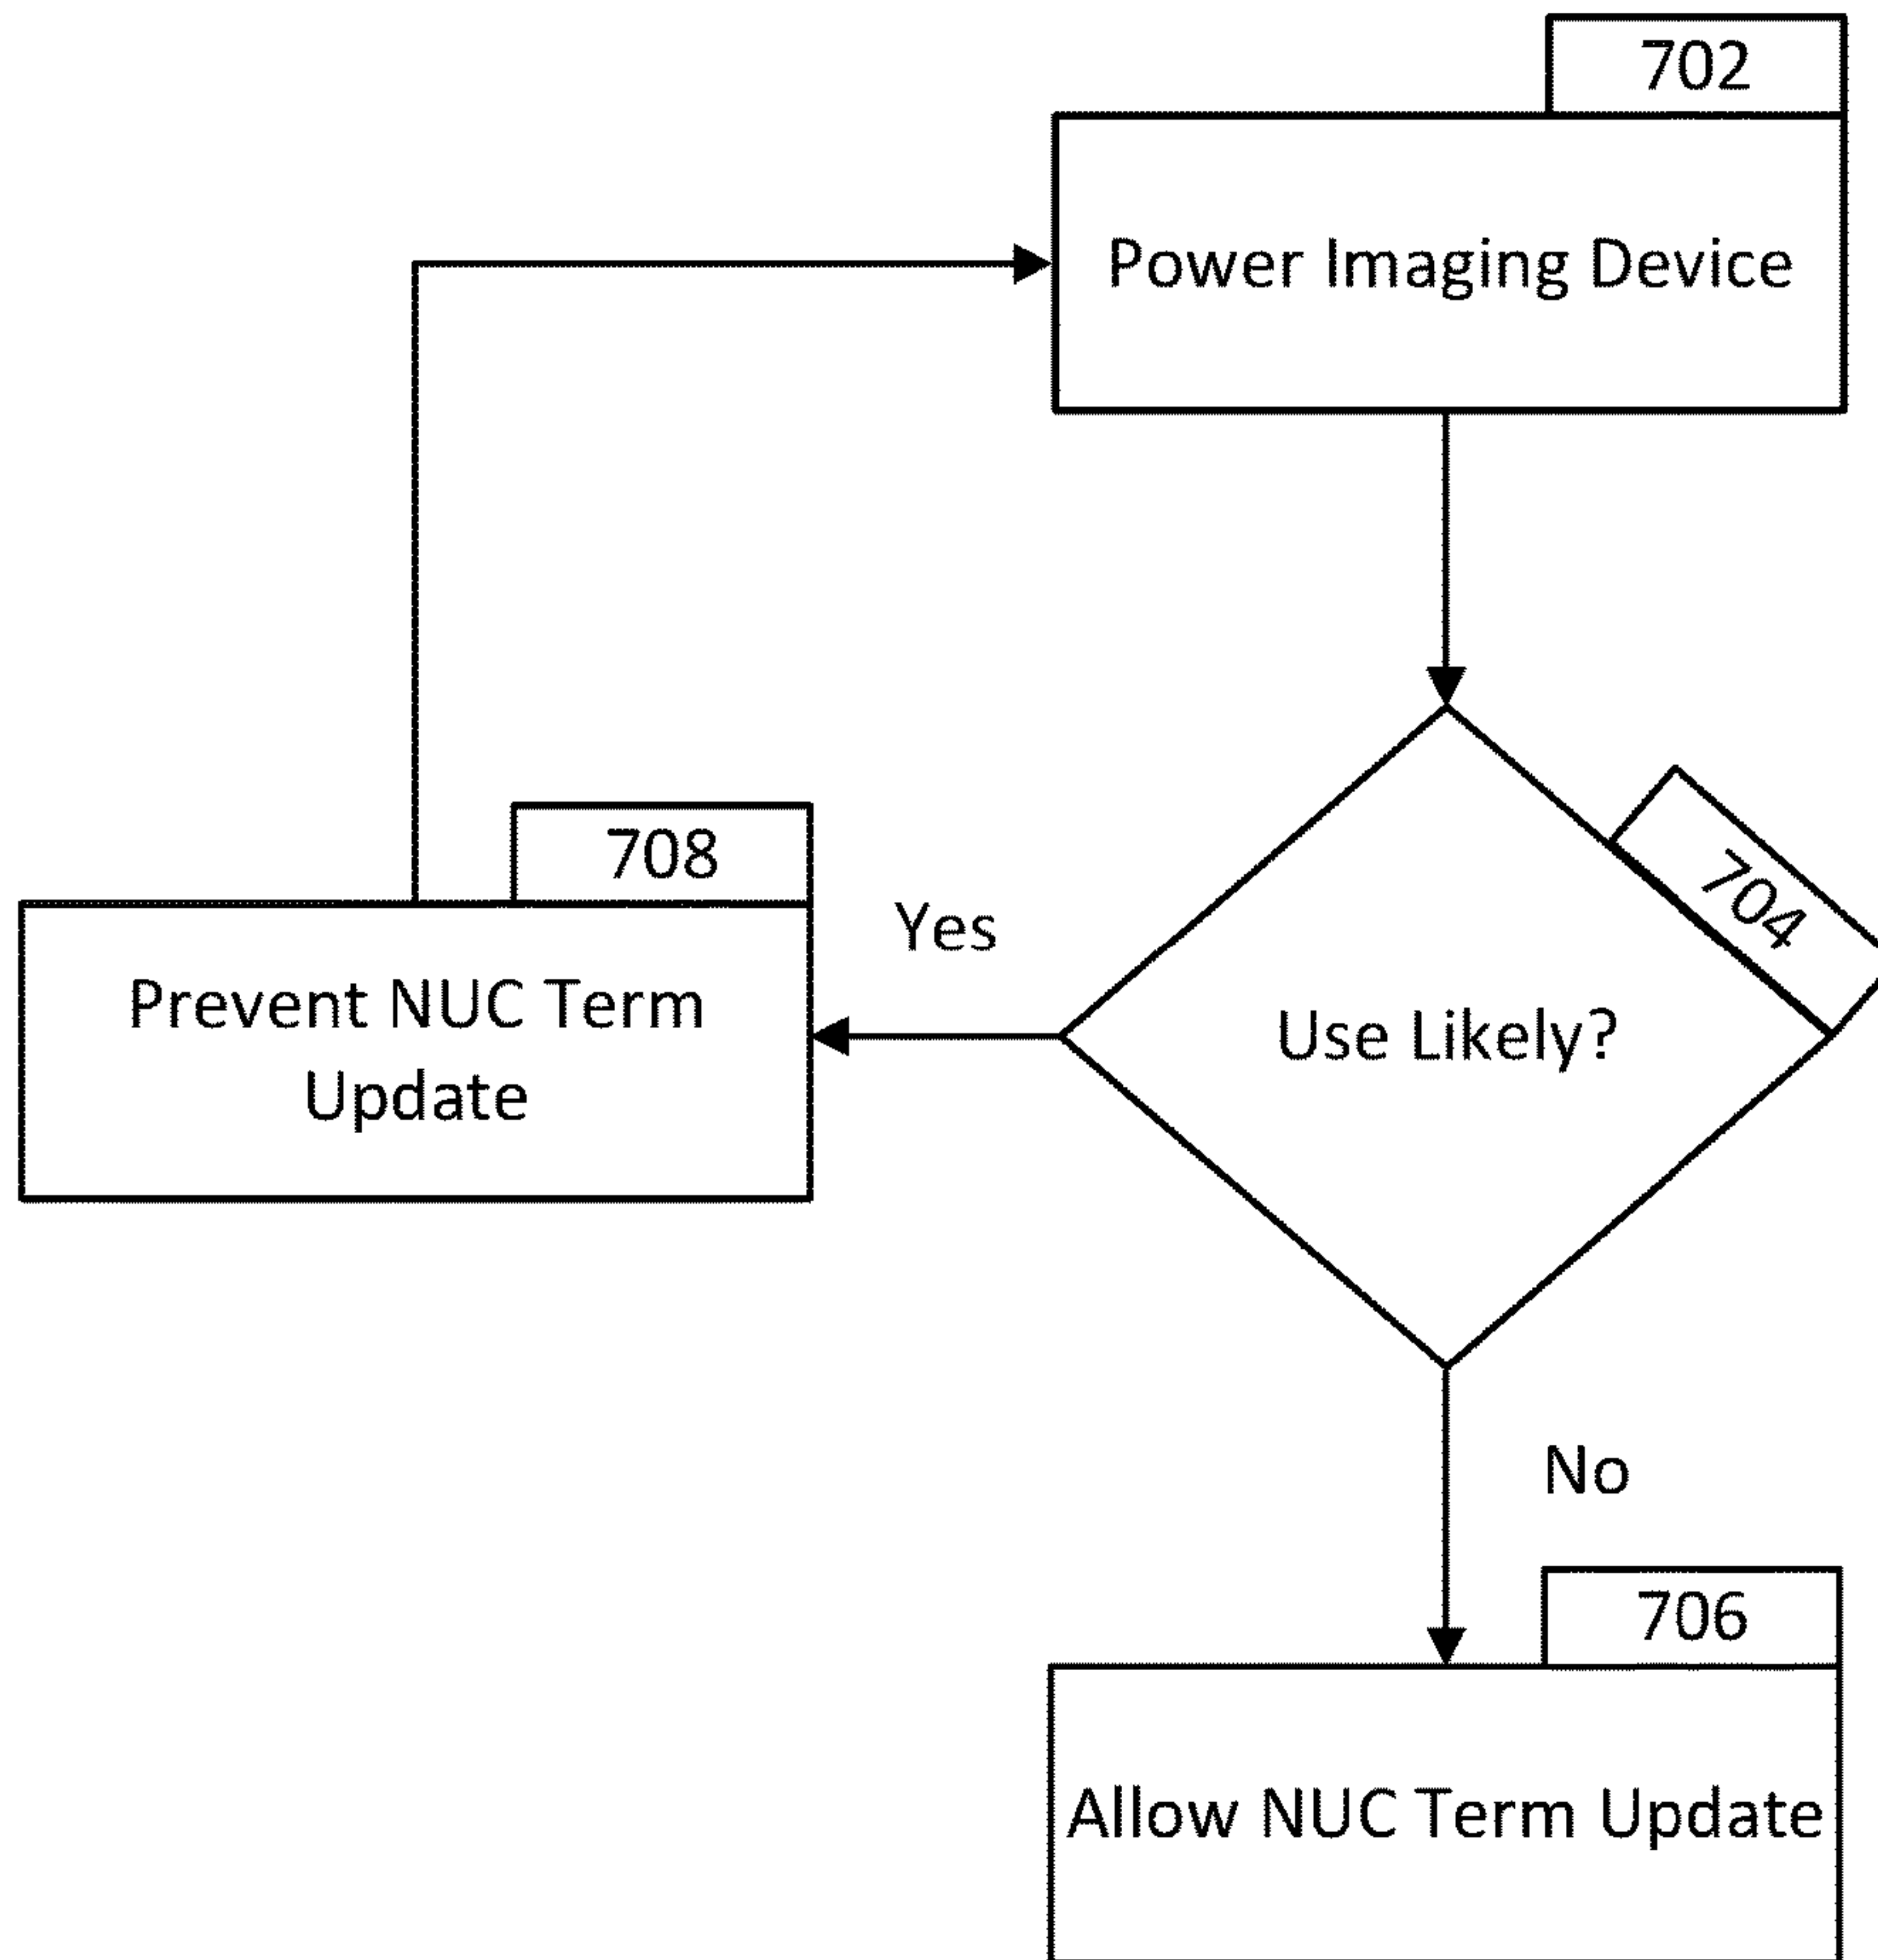 702
Power Imaging Device
704
Use Likely?
Yes
708
Prevent NUC Term
Update
No
706
Allow NUC Term Update